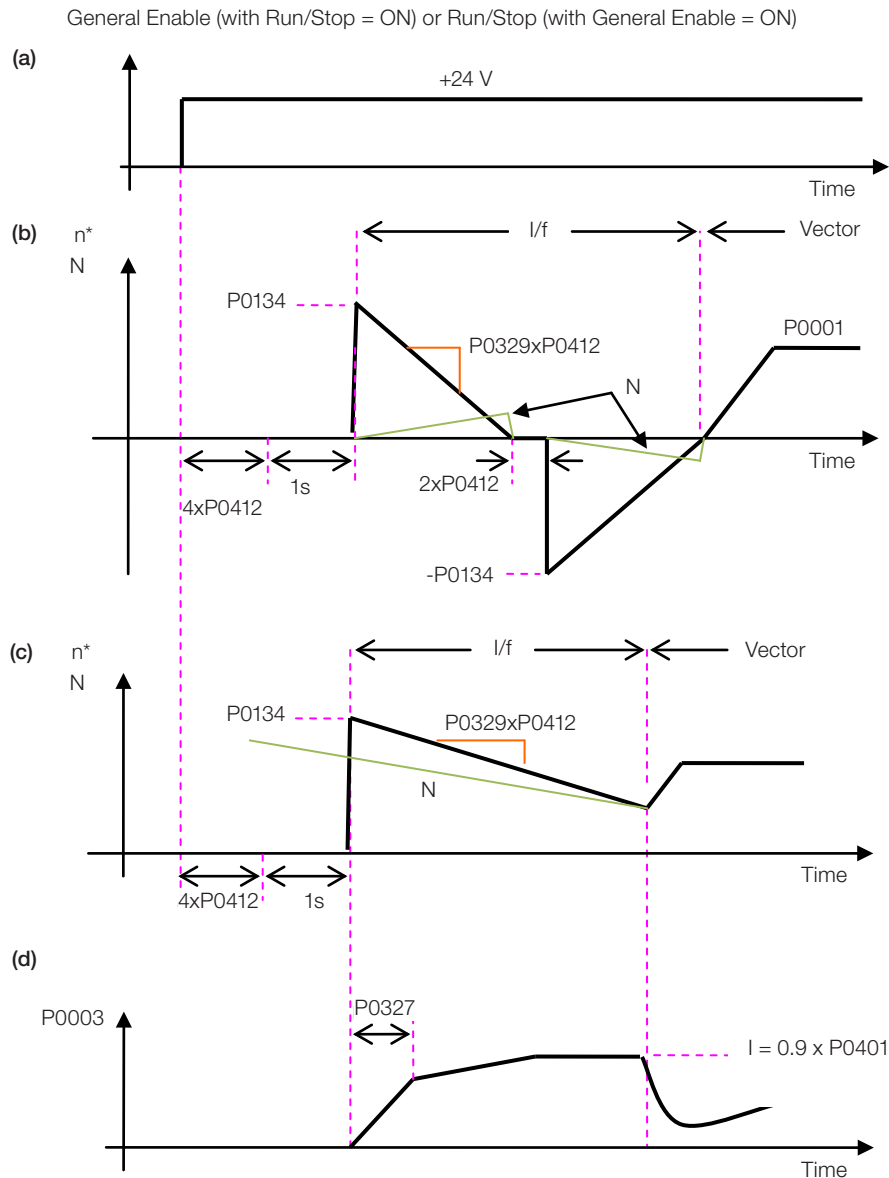 General Enable (with Run/Stop = ON) or Run/Stop (with General Enable = ON)
(a)
+24 V
Time
(b)
n*
N
I/f
Vector
P0134
P0329xP0412
N
P0001
Time
4xP0412
1s
2xP0412
-P0134
(c)
n*
N
I/f
Vector
P0134
P0329xP0412
N
Time
4xP0412
1s
(d)
P0003
P0327
I = 0.9 x P0401
Time